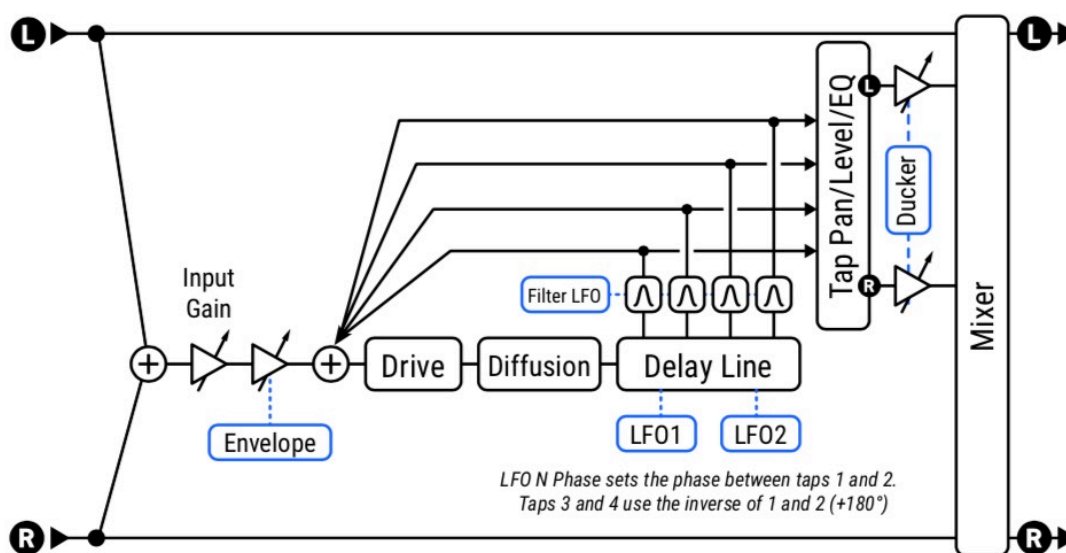 L
L
Tap Pan/Level/EQ
L
R
Ducker
Mixer
Input
Gain
Filter LFO
Drive
Diffusion
Delay Line
Envelope
LFO1
LFO2
LFO N Phase sets the phase between taps 1 and 2.
Taps 3 and 4 use the inverse of 1 and 2 (+180°)
R
R